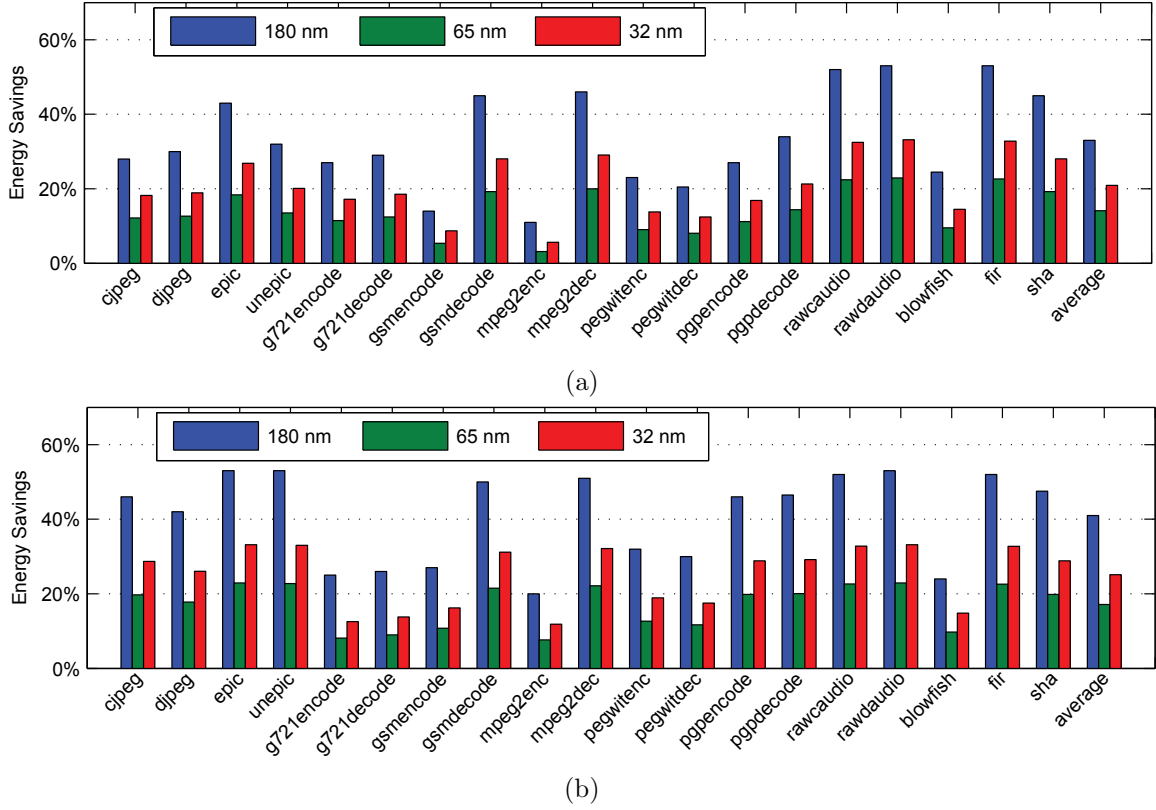 180 nm 65 nm 32 nm
60%
40%
20%
0%
Energy Savings
cjpeg djpeg epic unepic g721encode g721decode gsmencode gsmdecode mpeg2enc mpeg2dec pegwitenc pegwitdec pgpencode pgpdecode rawcaudio rawdaudio blowfish fir sha average
(a)
180 nm 65 nm 32 nm
60%
40%
20%
0%
Energy Savings
cjpeg djpeg epic unepic g721encode g721decode gsmencode gsmdecode mpeg2enc mpeg2dec pegwitenc pegwitdec pgpencode pgpdecode rawcaudio rawdaudio blowfish fir sha average
(b)